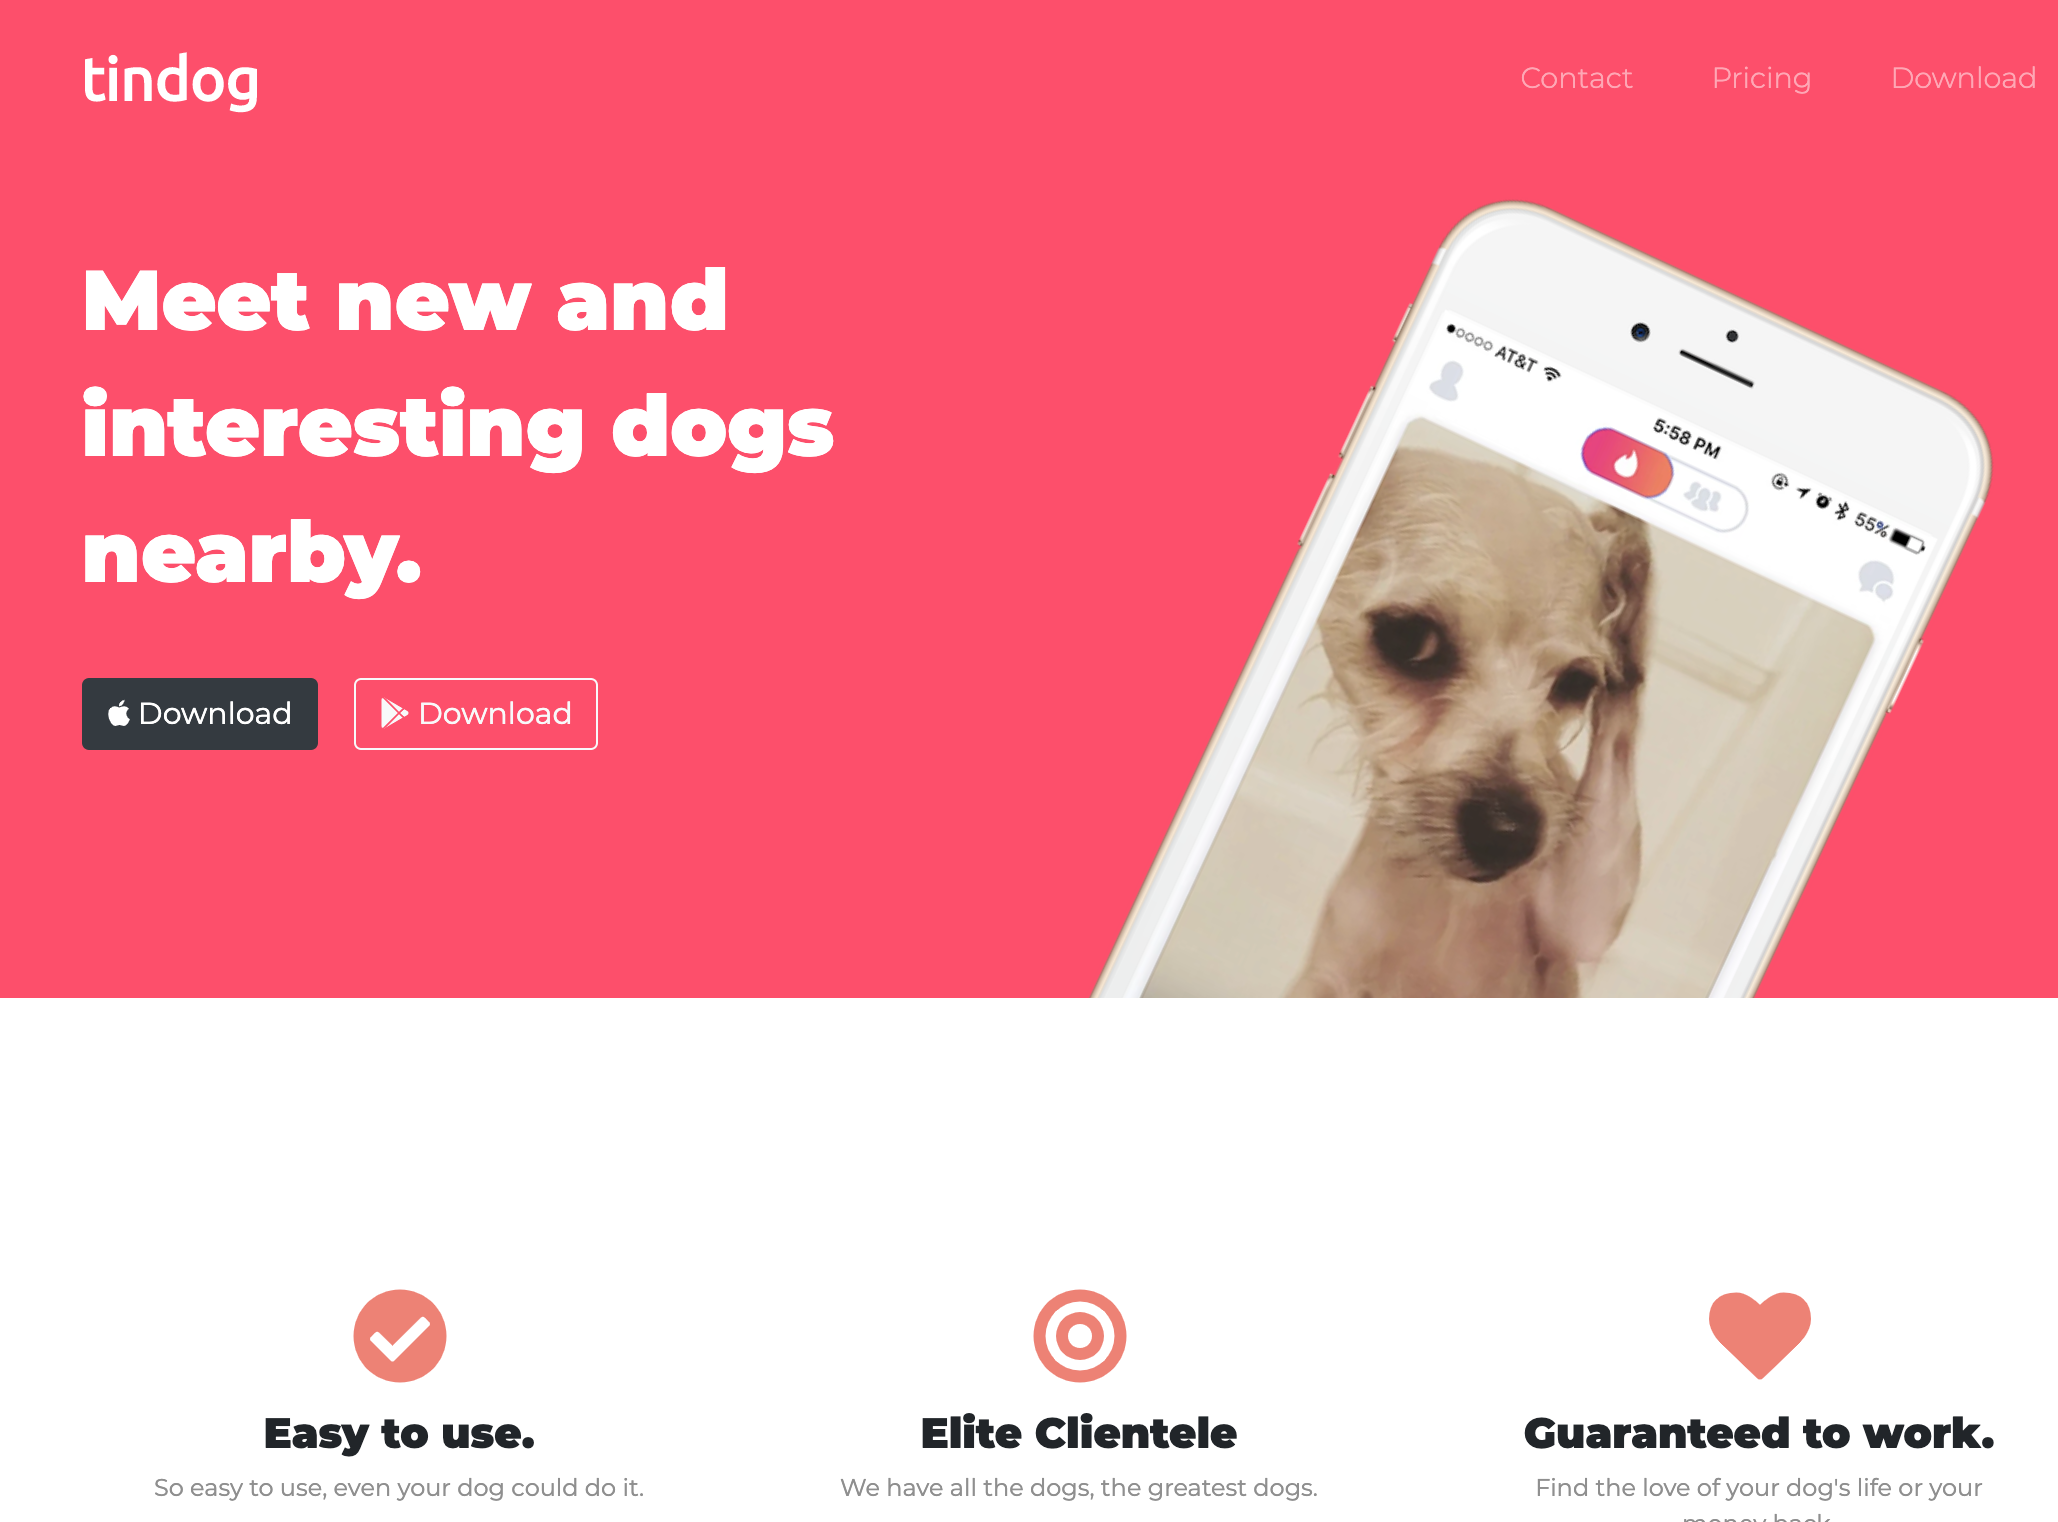 tindog
Contact Pricing Download
Meet new and
interesting dogs
nearby.
Download Download
AT&T
5:58 PM
55%
Easy to use.
So easy to use, even your dog could do it.
Elite Clientele
We have all the dogs, the greatest dogs.
Guaranteed to work.
Find the love of your dog's life or your
money back.